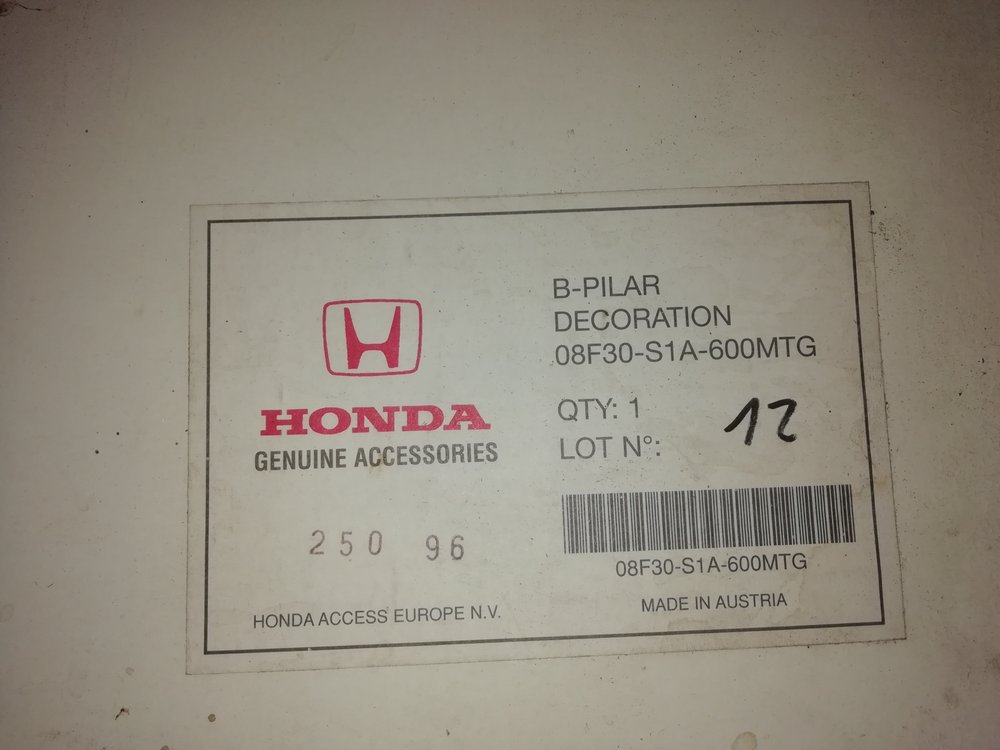 HONDA
GENUINE ACCESSORIES
250 96
HONDA ACCESS EUROPE N.V.
B-PILAR
DECORATION
08F30-S1A-600MTG
QTY: 1
LOT N°:
12
08F30-S1A-600MTG
MADE IN AUSTRIA